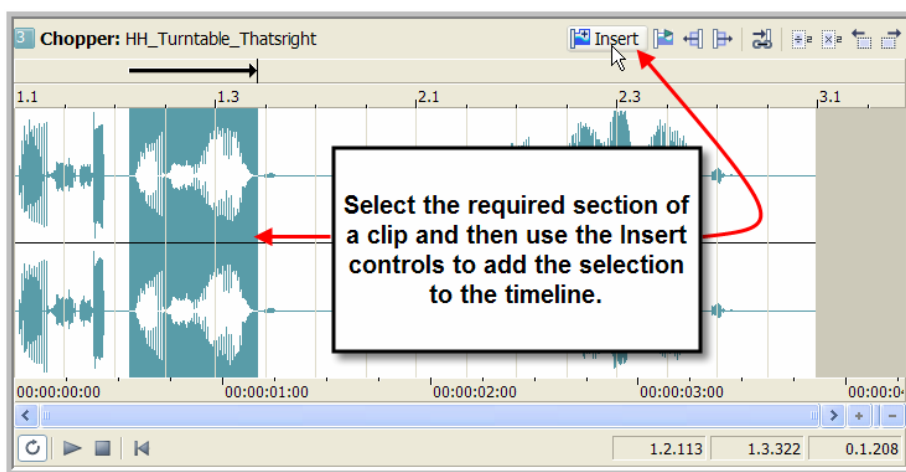 3 Chopper: HH_Turntable_Thatsright
Insert
1.1 1.3 2.1 2.3 3.1
Select the required section of
a clip and then use the Insert
controls to add the selection
to the timeline.
00:00:00:00 00:00:01:00 00:00:02:00 00:00:03:00 00:00:0
1.2.113 1.3.322 0.1.208